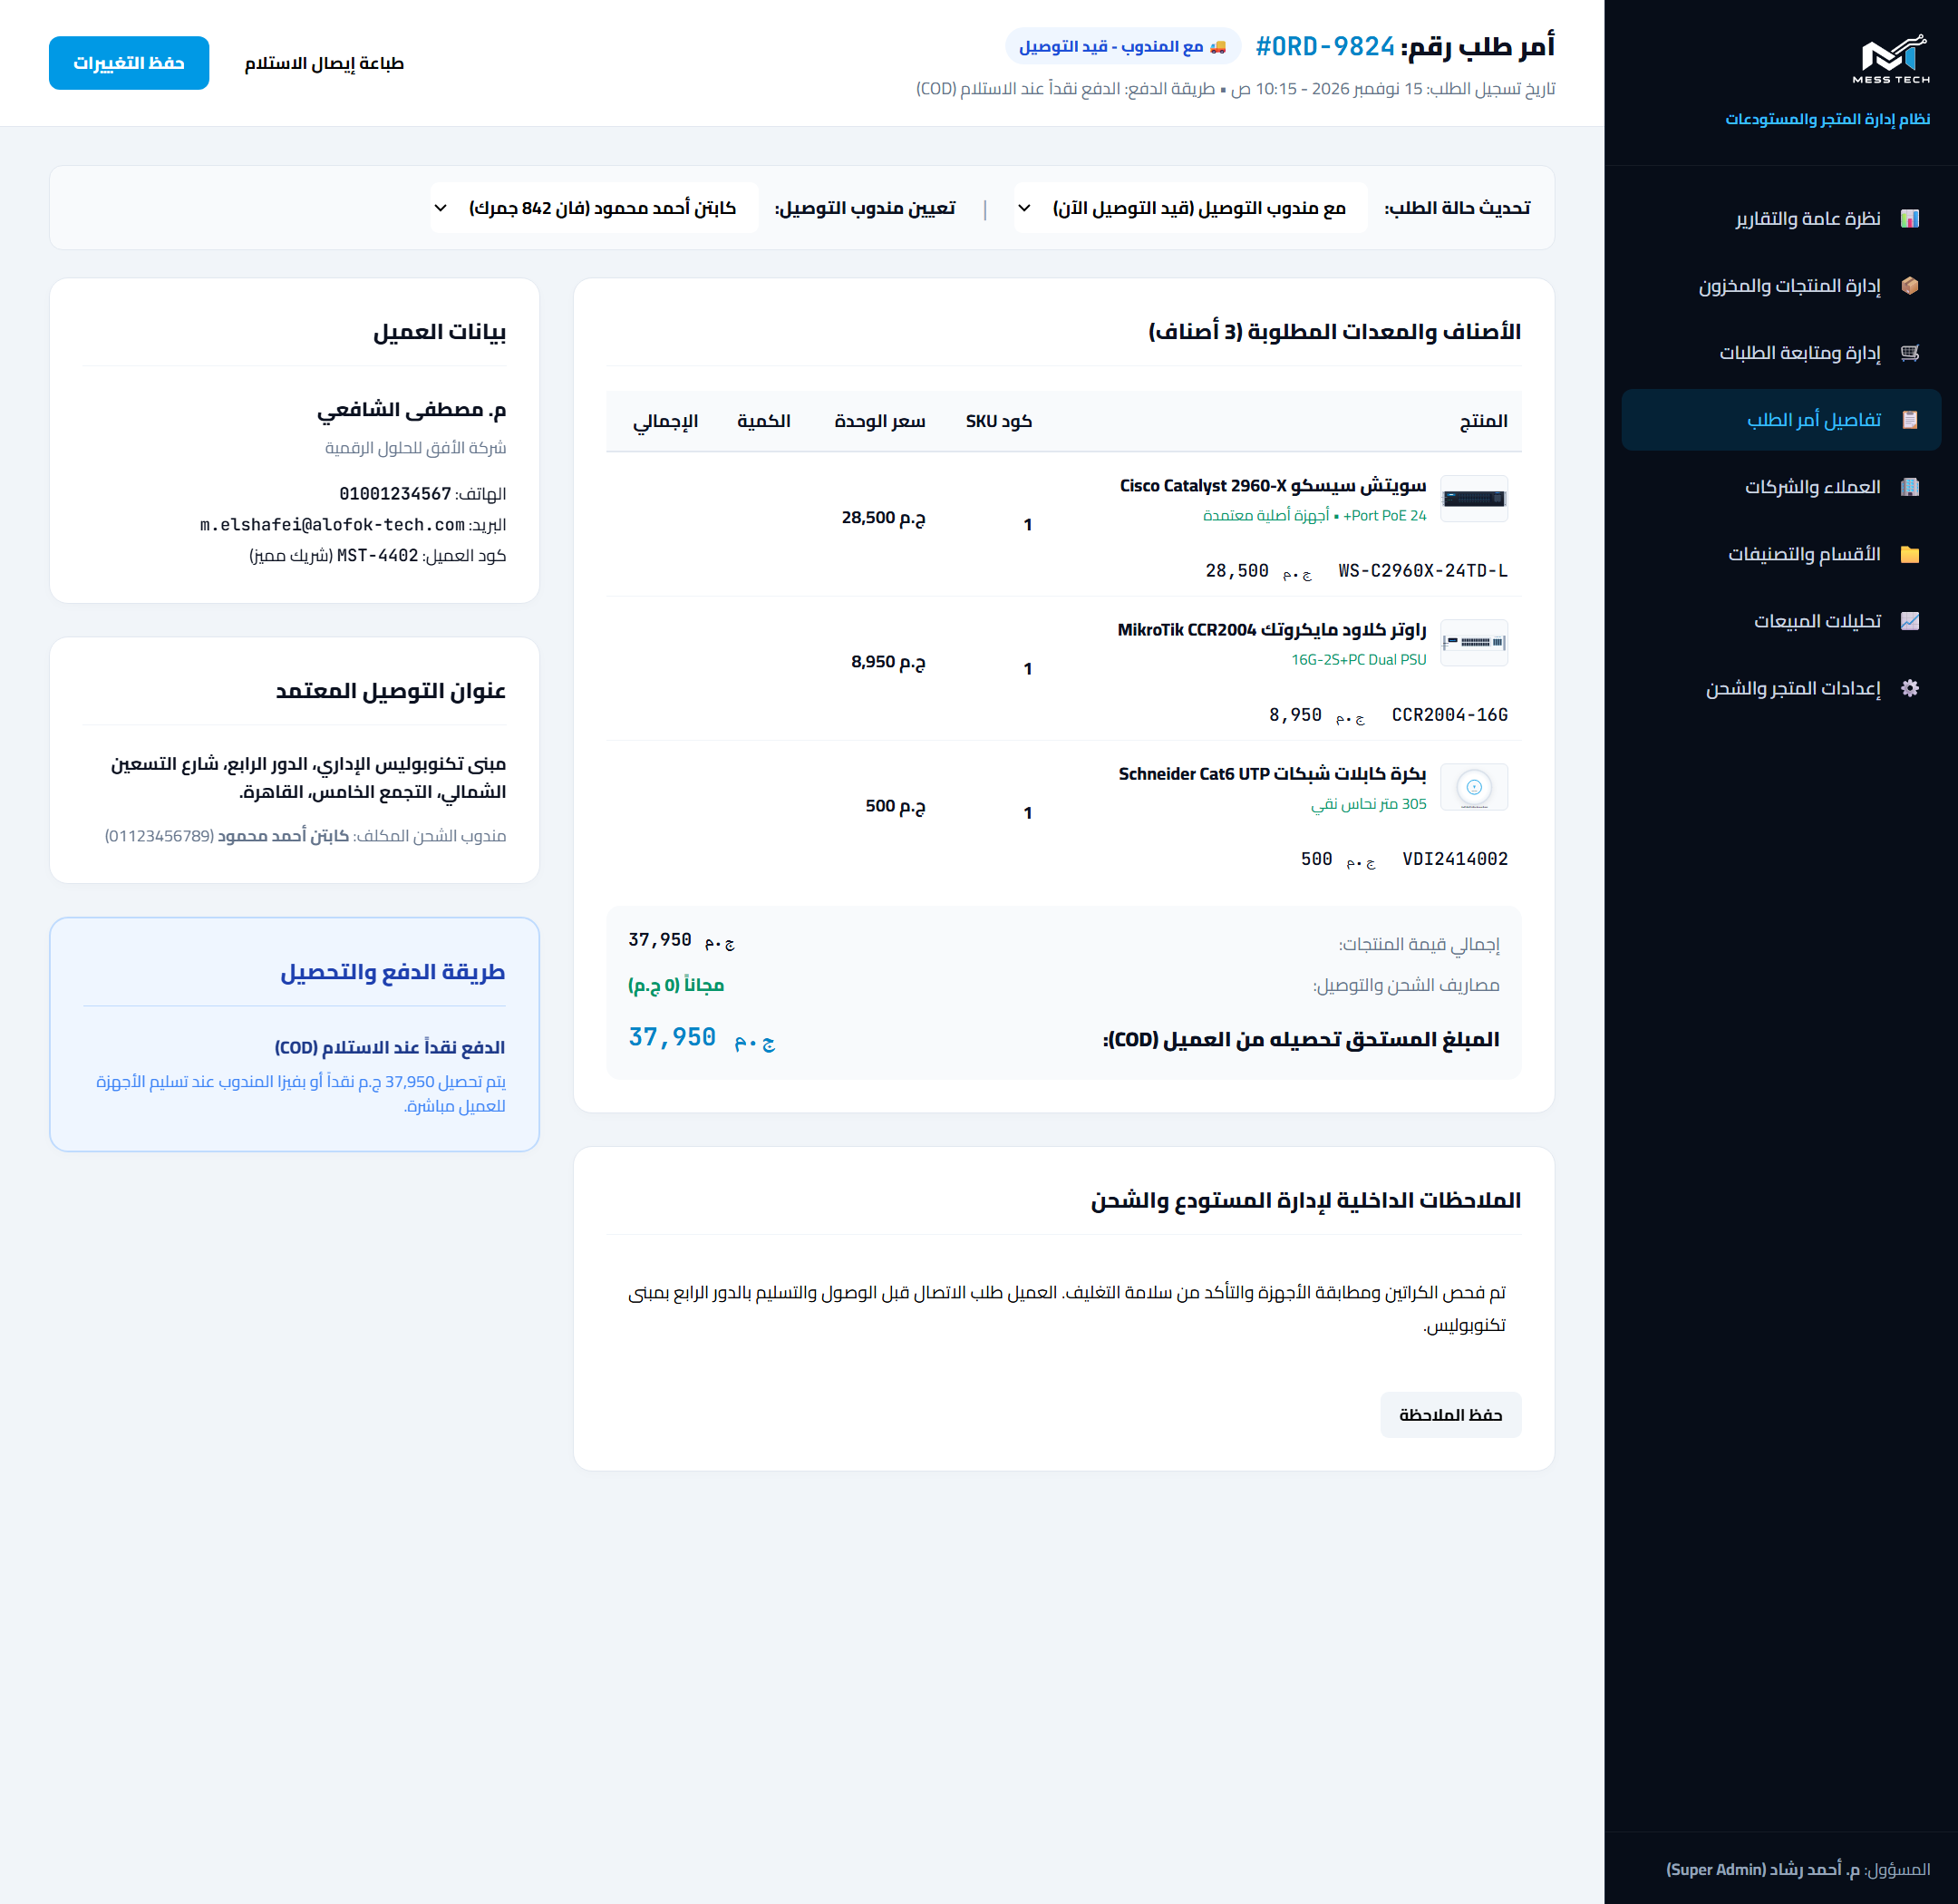 MESS TECH
نظام إدارة المتجر والمستودعات
نظرة عامة والتقارير
إدارة المنتجات والمخزون
إدارة ومتابعة الطلبات
تفاصيل أمر الطلب
العملاء والشركات
الأقسام والتصنيفات
تحليلات المبيعات
إعدادات المتجر والشحن
المسؤول: م. أحمد رشاد (Super Admin)
أمر طلب رقم: #ORD-9824 مع المندوب - قيد التوصيل
تاريخ تسجيل الطلب: 15 نوفمبر 2026 - 10:15 ص • طريقة الدفع: الدفع نقداً عند الاستلام (COD)
طباعة إيصال الاستلام
حفظ التغييرات
تحديث حالة الطلب: مع مندوب التوصيل (قيد التوصيل الآن) | تعيين مندوب التوصيل: كابتن أحمد محمود (فان 842 جمرك)
الأصناف والمعدات المطلوبة (3 أصناف)
المنتج كود SKU سعر الوحدة الكمية الإجمالي
سويتش سيسكو Cisco Catalyst 2960-X
24 Port PoE+ • أجهزة أصلية معتمدة
1 28,500 ج.م
WS-C2960X-24TD-L 28,500 ج.م
راوتر كلاود مايكروتك MikroTik CCR2004
16G-2S+PC Dual PSU
1 8,950 ج.م
CCR2004-16G 8,950 ج.م
بكرة كابلات شبكات Schneider Cat6 UTP
305 متر نحاس نقي
1 500 ج.م
VDI2414002 500 ج.م
إجمالي قيمة المنتجات: 37,950 ج.م
مصاريف الشحن والتوصيل: مجاناً (0 ج.م)
المبلغ المستحق تحصيله من العميل (COD): 37,950 ج.م
الملاحظات الداخلية لإدارة المستودع والشحن
تم فحص الكراتين ومطابقة الأجهزة والتأكد من سلامة التغليف. العميل طلب الاتصال قبل الوصول والتسليم بالدور الرابع بمبنى
تكنوبوليس.
حفظ الملاحظة
بيانات العميل
م. مصطفى الشافعي
شركة الأفق للحلول الرقمية
الهاتف: 01001234567
البريد: m.elshafei@alofok-tech.com
كود العميل: MST-4402 (شريك مميز)
عنوان التوصيل المعتمد
مبنى تكنوبوليس الإداري، الدور الرابع، شارع التسعين
الشمالي، التجمع الخامس، القاهرة.
مندوب الشحن المكلف: كابتن أحمد محمود (01123456789)
طريقة الدفع والتحصيل
الدفع نقداً عند الاستلام (COD)
يتم تحصيل 37,950 ج.م نقداً أو بفيزا المندوب عند تسليم الأجهزة
للعميل مباشرة.